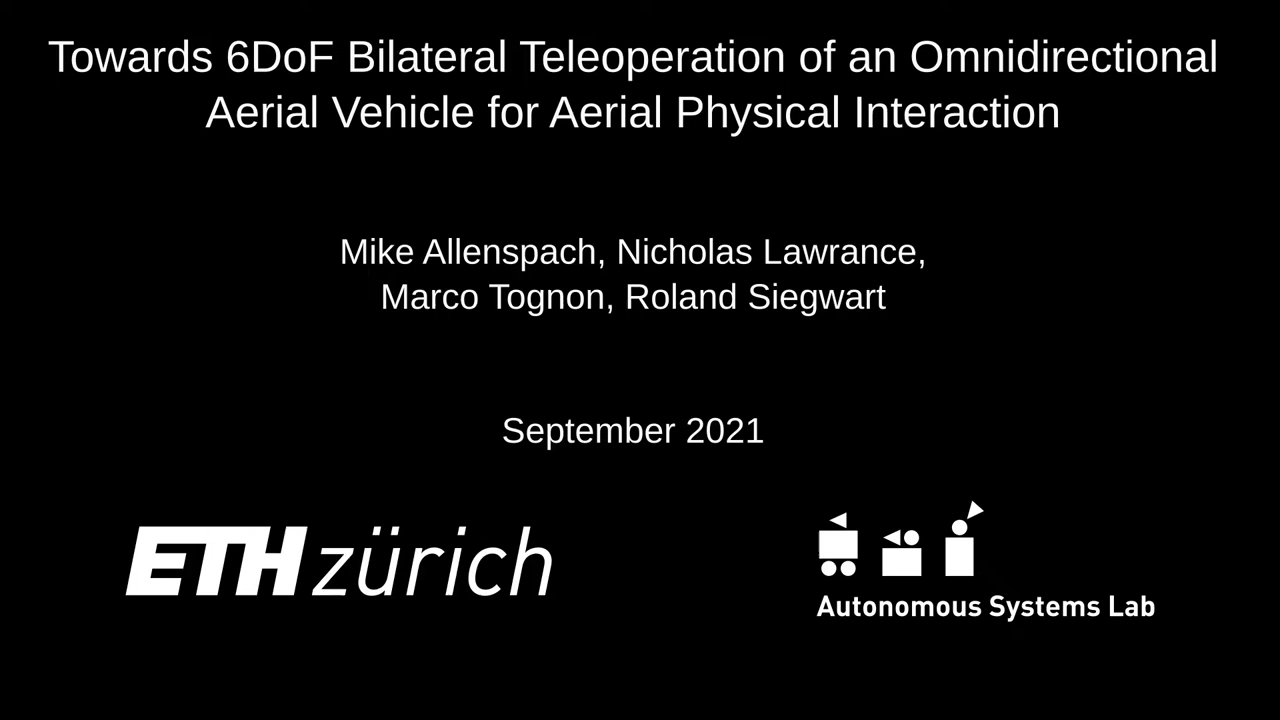 Towards 6DoF Bilateral Teleoperation of an Omnidirectional
Aerial Vehicle for Aerial Physical Interaction
Mike Allenspach, Nicholas Lawrance,
Marco Tognon, Roland Siegwart
September 2021
ETH zürich
Autonomous Systems Lab